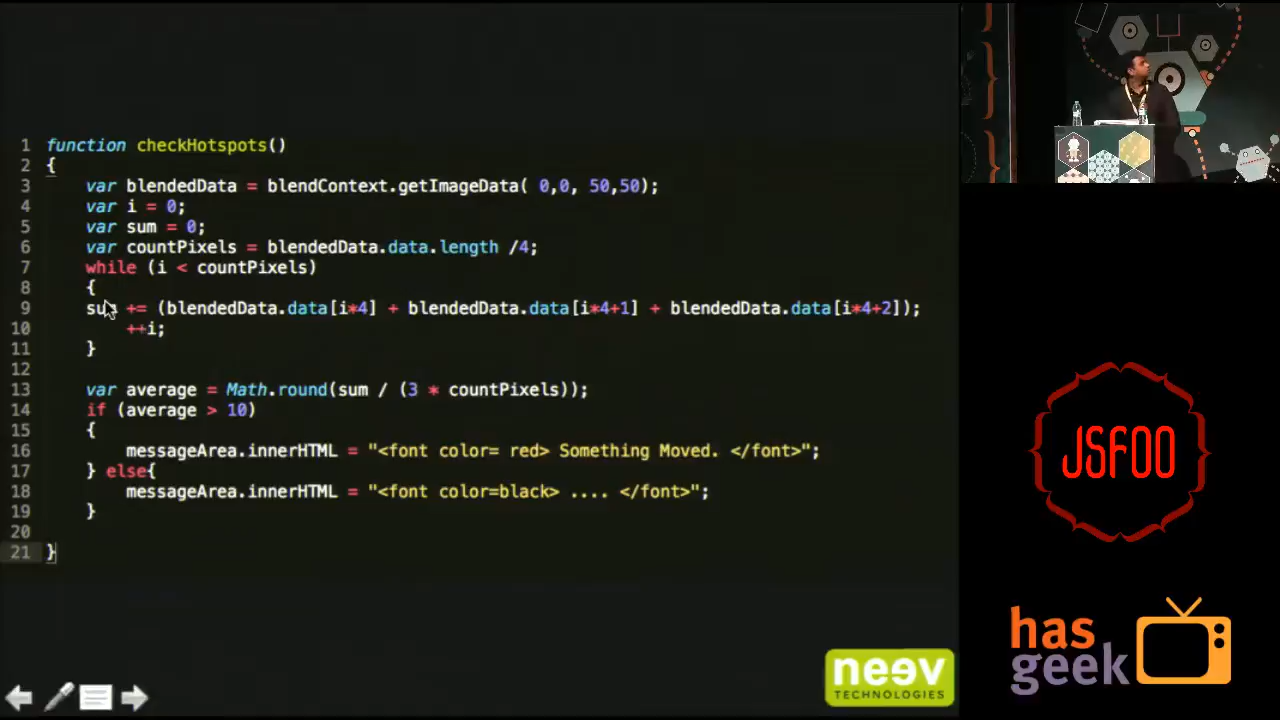 1 function checkHotspots()
2 {
3 var blendedData = blendContext.getImageData( 0,0, 50,50);
4 var i = 0;
5 var sum = 0;
6 var countPixels = blendedData.data.length /4;
7 while (i < countPixels)
8 {
9 sum += (blendedData.data[i*4] + blendedData.data[i*4+1] + blendedData.data[i*4+2]);
10 ++i;
11 }
12
13 var average = Math.round(sum / (3 * countPixels));
14 if (average > 10)
15 {
16 messageArea.innerHTML = "<font color= red> Something Moved. </font>";
17 } else{
18 messageArea.innerHTML = "<font color=black> .... </font>";
19 }
20
21 }
neev
TECHNOLOGIES
JSFOO
has
geek